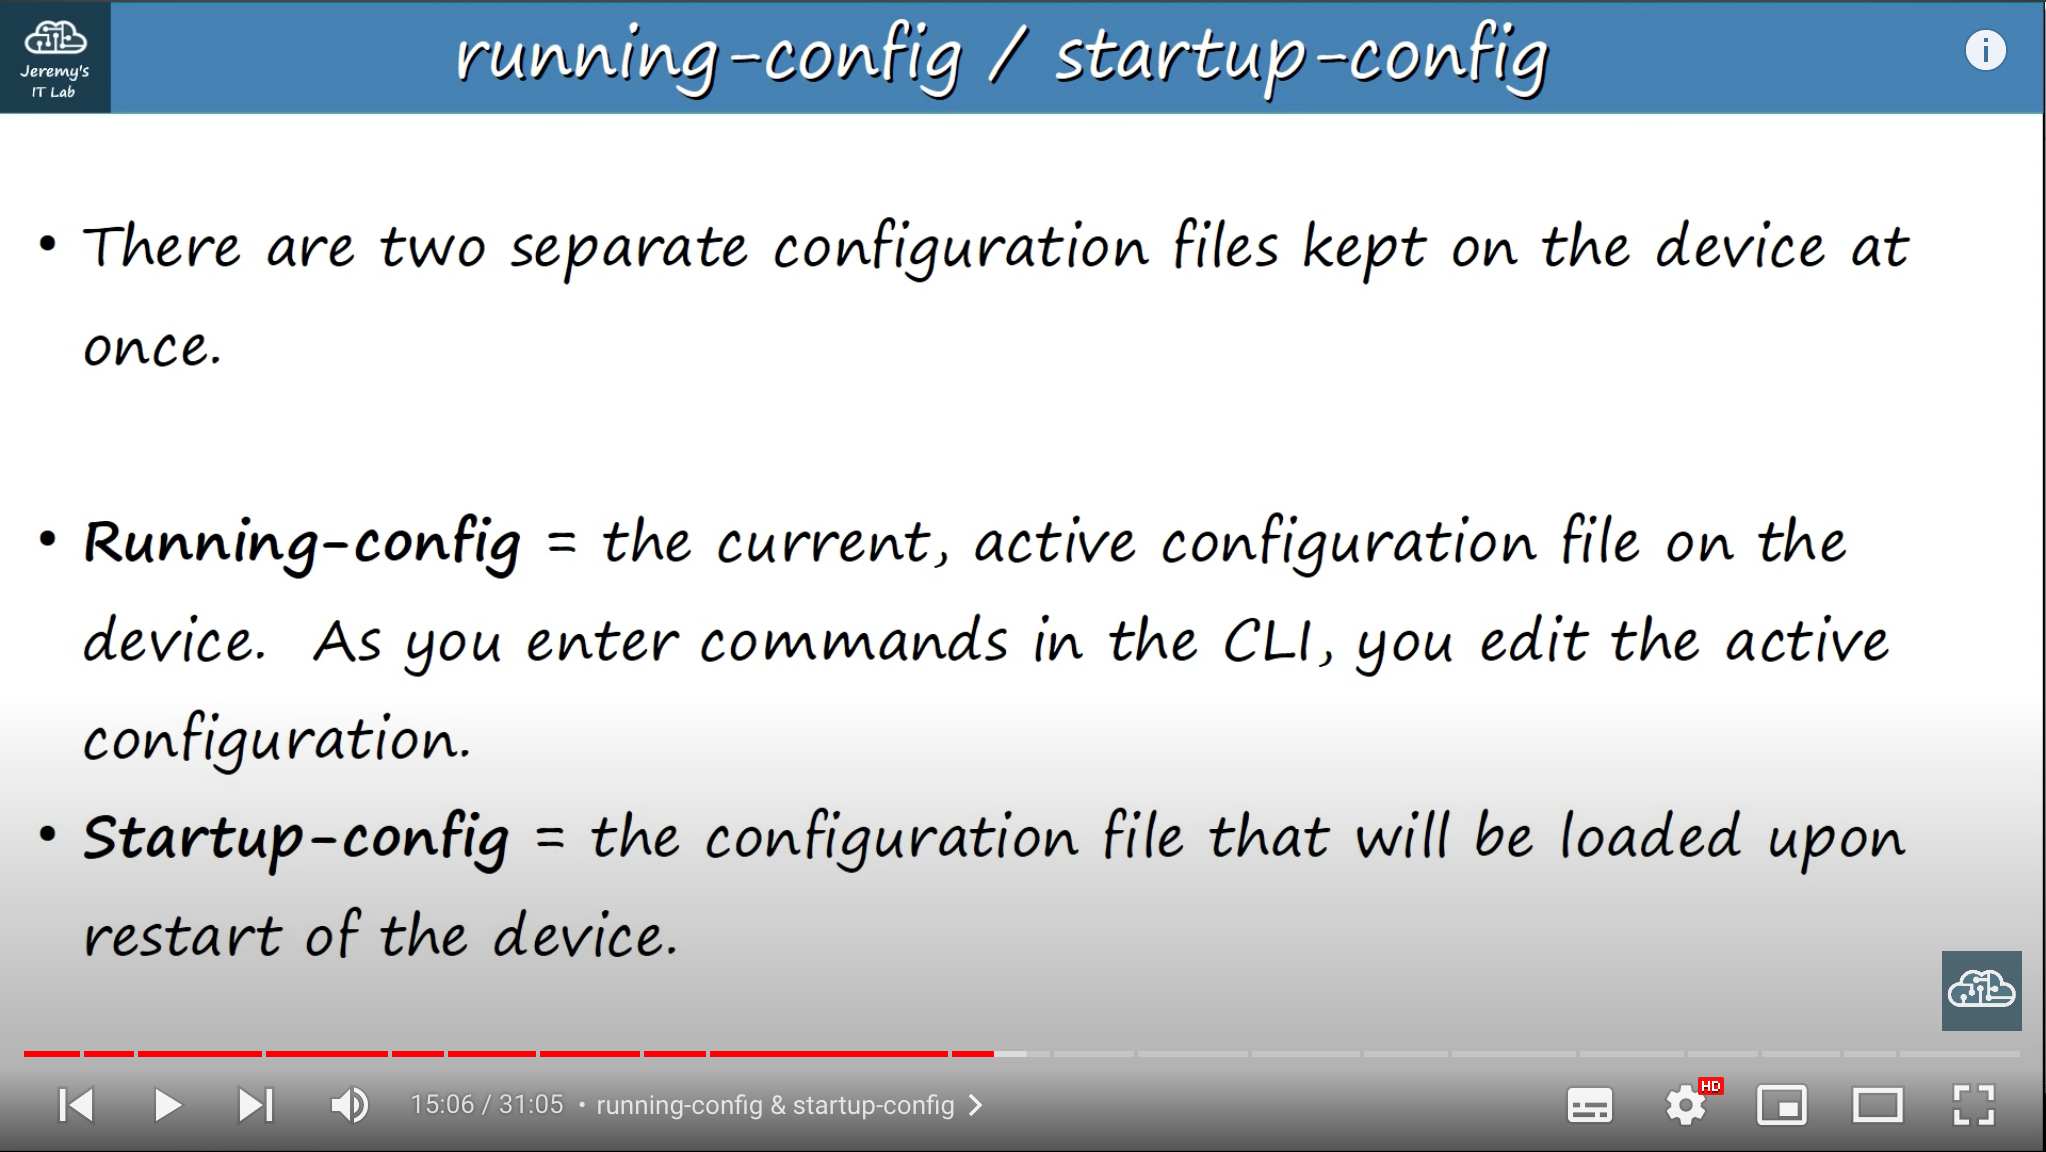 Jeremy's
IT Lab
running-config / startup-config
• There are two separate configuration files kept on the device at
once.
• Running-config = the current, active configuration file on the
device.  As you enter commands in the CLI, you edit the active
configuration.
• Startup-config = the configuration file that will be loaded upon
restart of the device.
15:06 / 31:05 • running-config & startup-config
HD